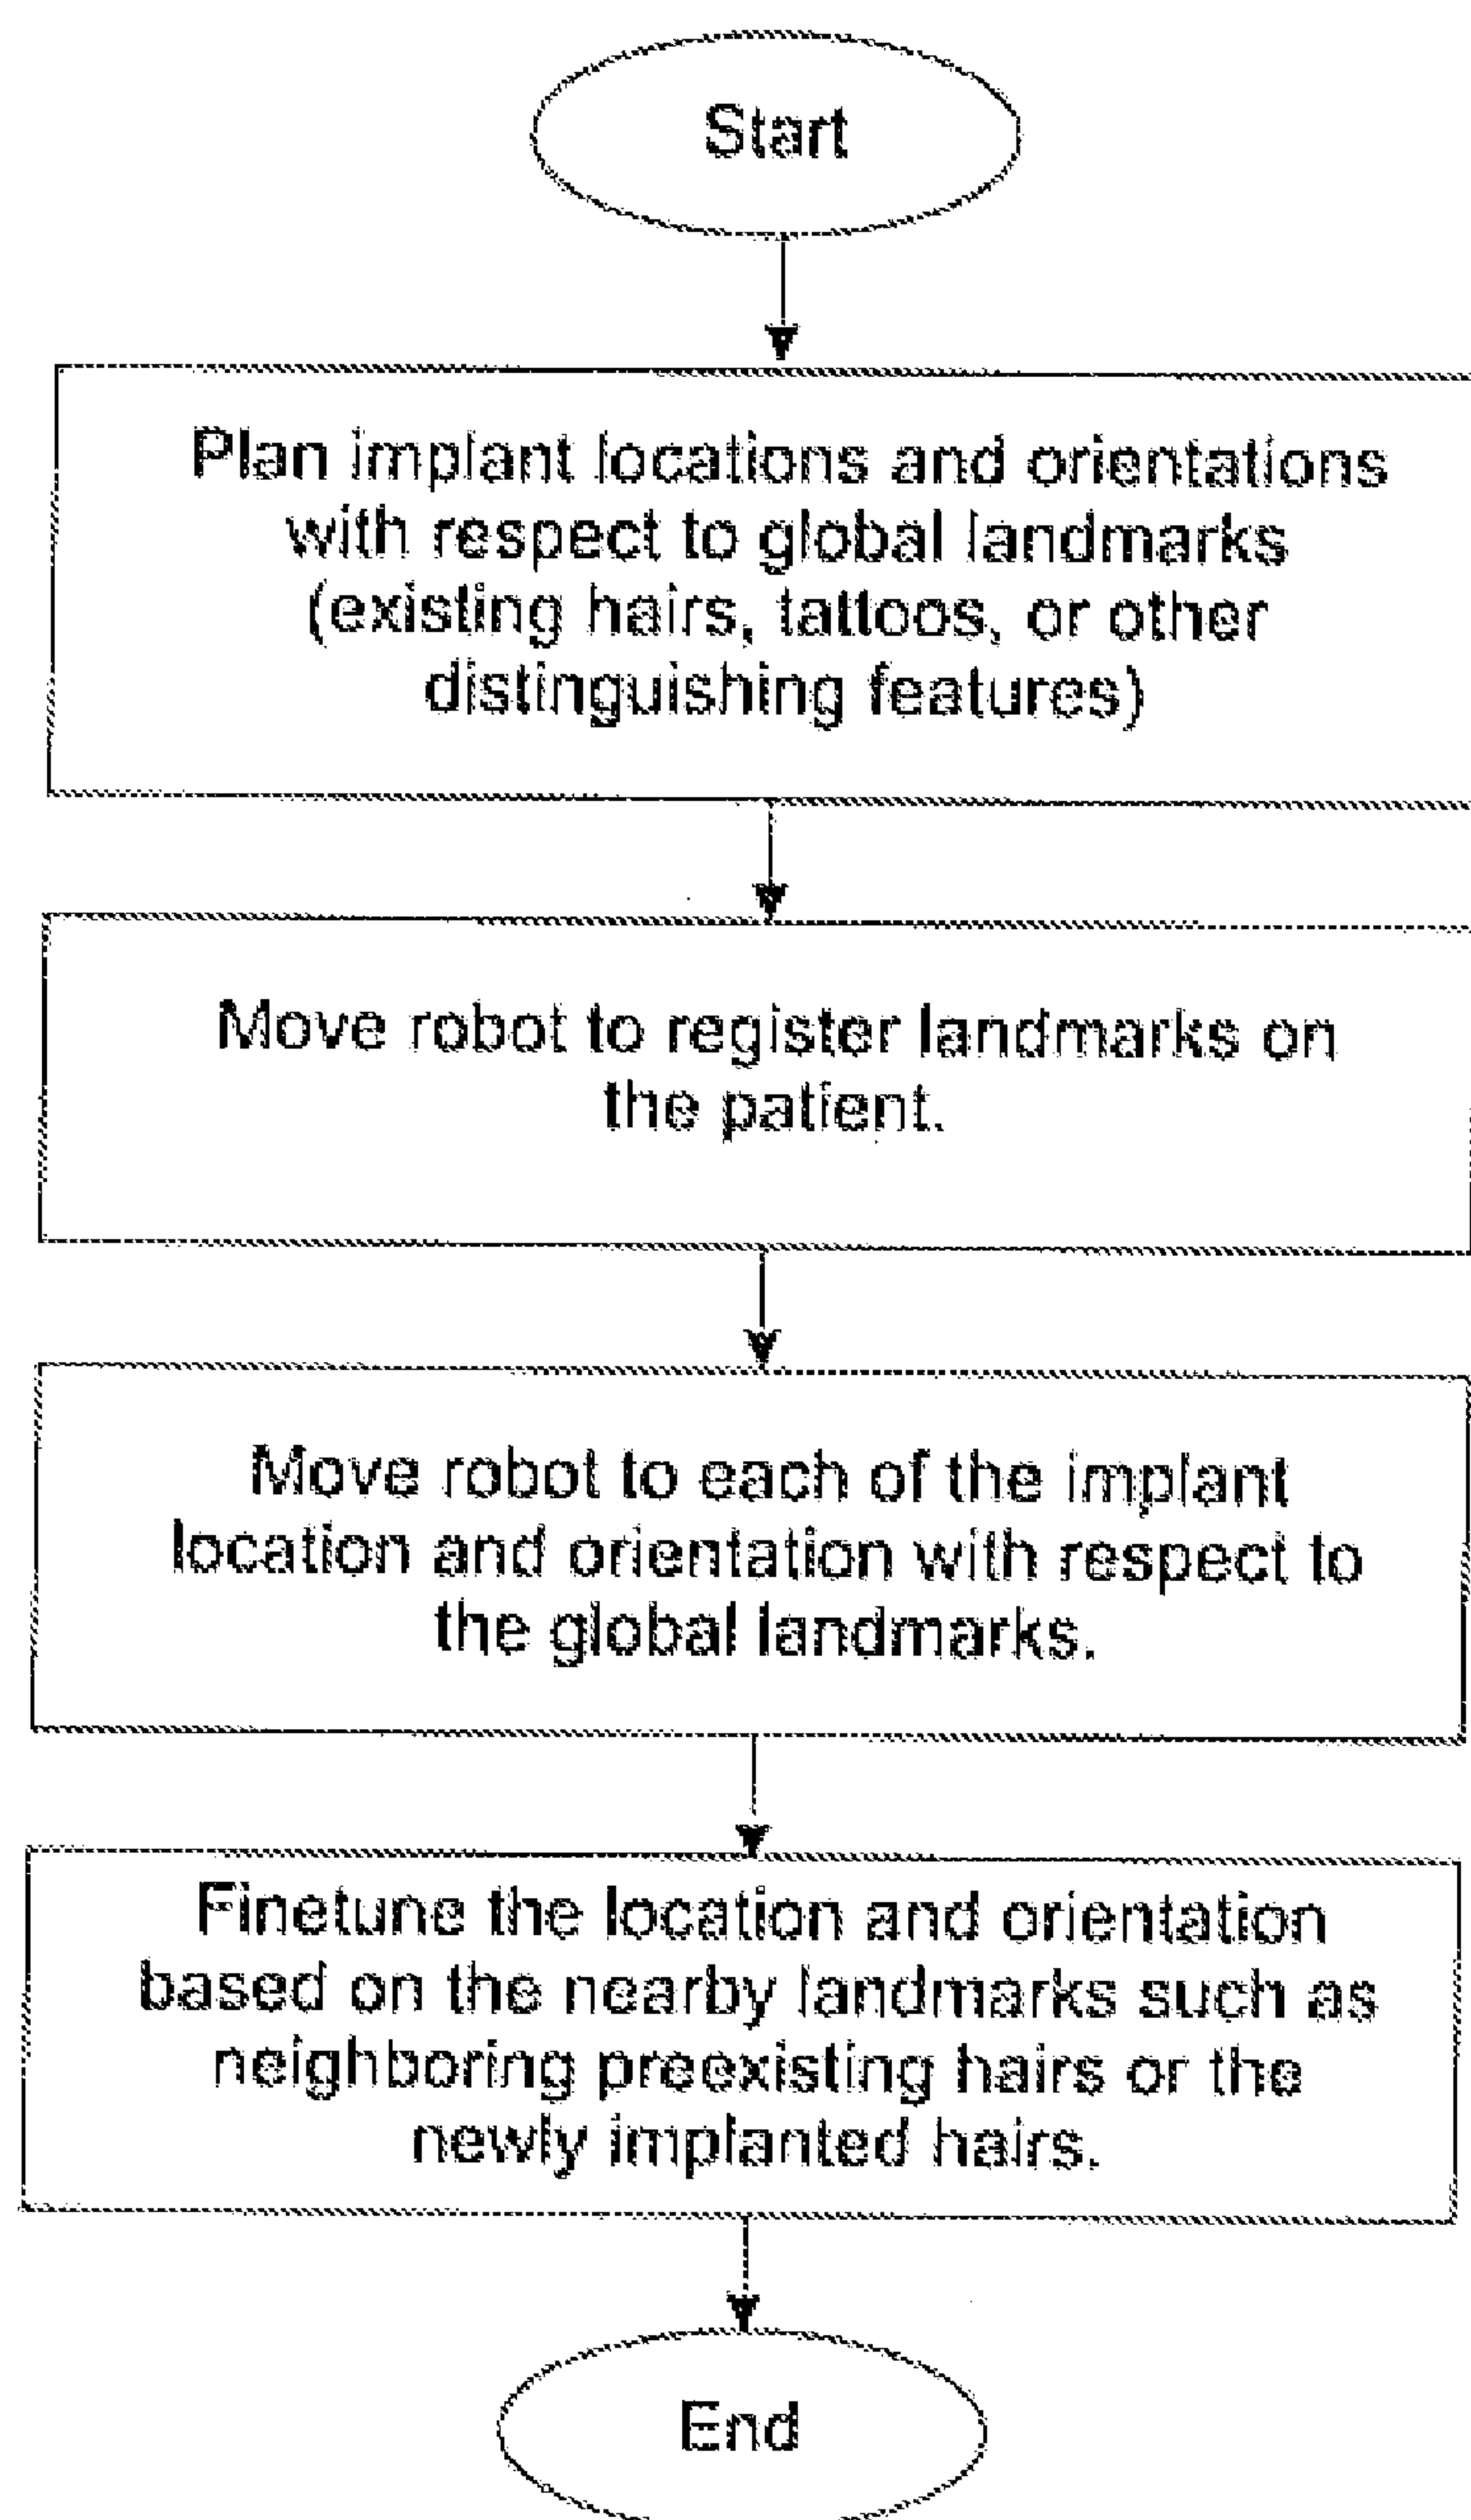 Start
Plan implant locations and orientations
with respect to global landmarks
(existing hairs, tattoos, or other
distinguishing features)
Move robot to register landmarks on
the patient.
Move robot to each of the implant
location and orientation with respect to
the global landmarks.
Finetune the location and orientation
based on the nearby landmarks such as
neighboring preexisting hairs or the
newly implanted hairs.
End